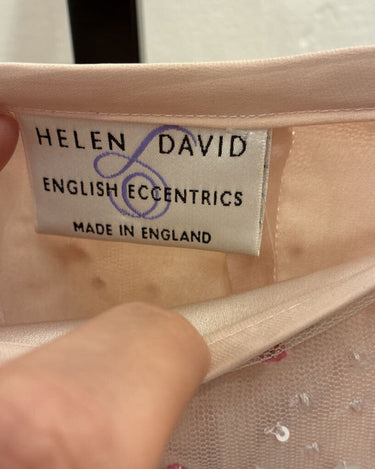 HELEN & DAVID
ENGLISH ECCENTRICS
MADE IN ENGLAND